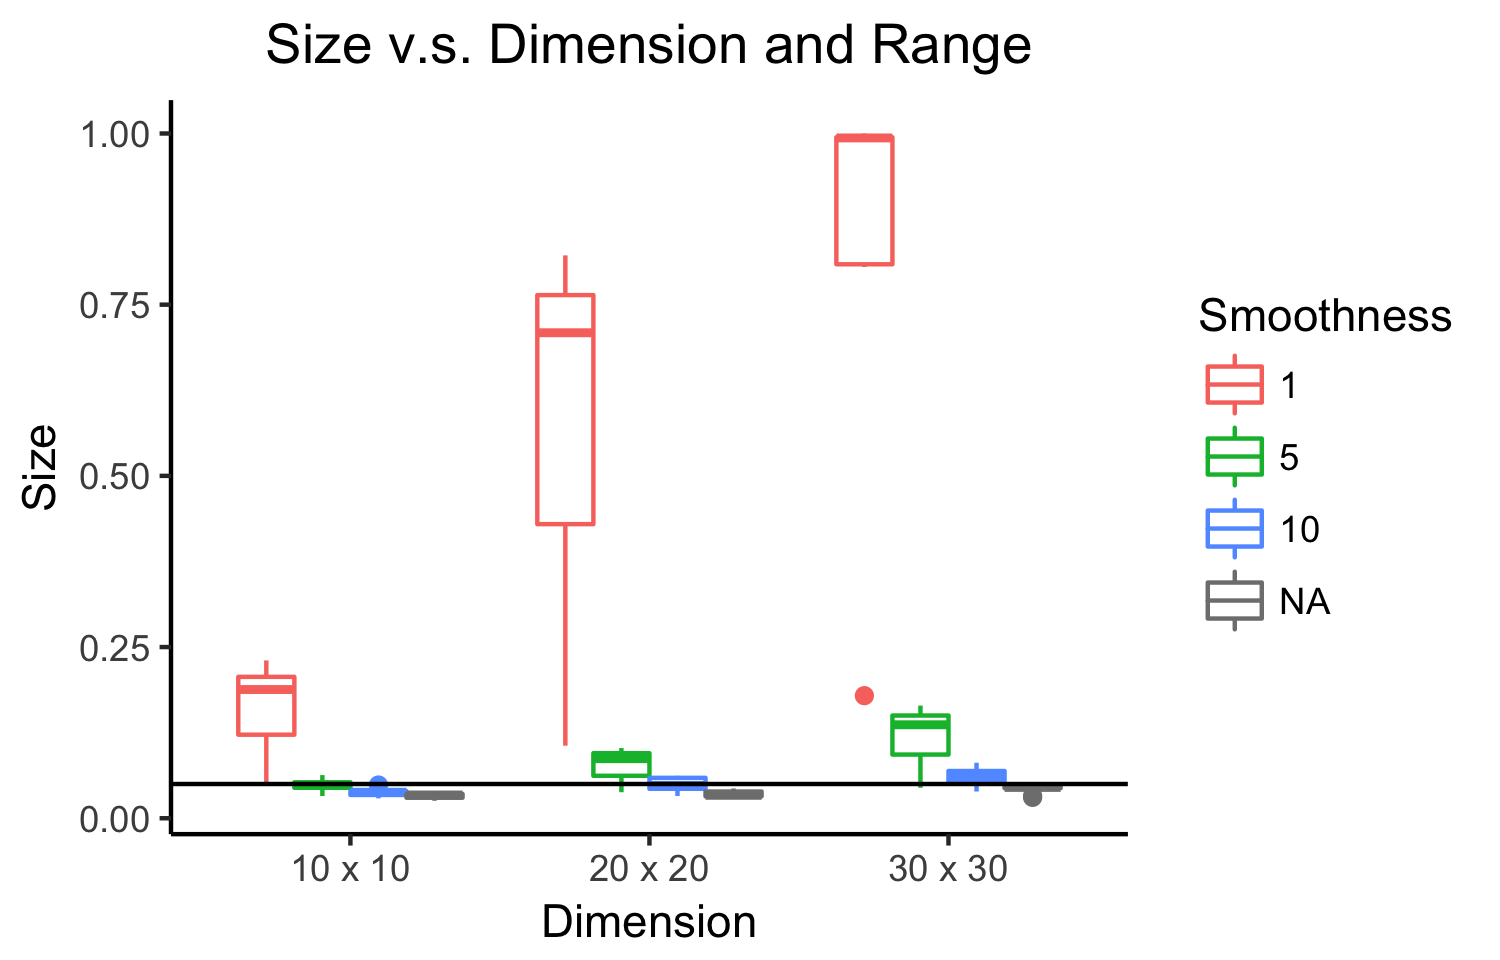 Size v.s. Dimension and Range
1.00
0.75
0.50
0.25
0.00
Size
10 x 10
20 x 20
30 x 30
Dimension
Smoothness
1
5
10
NA